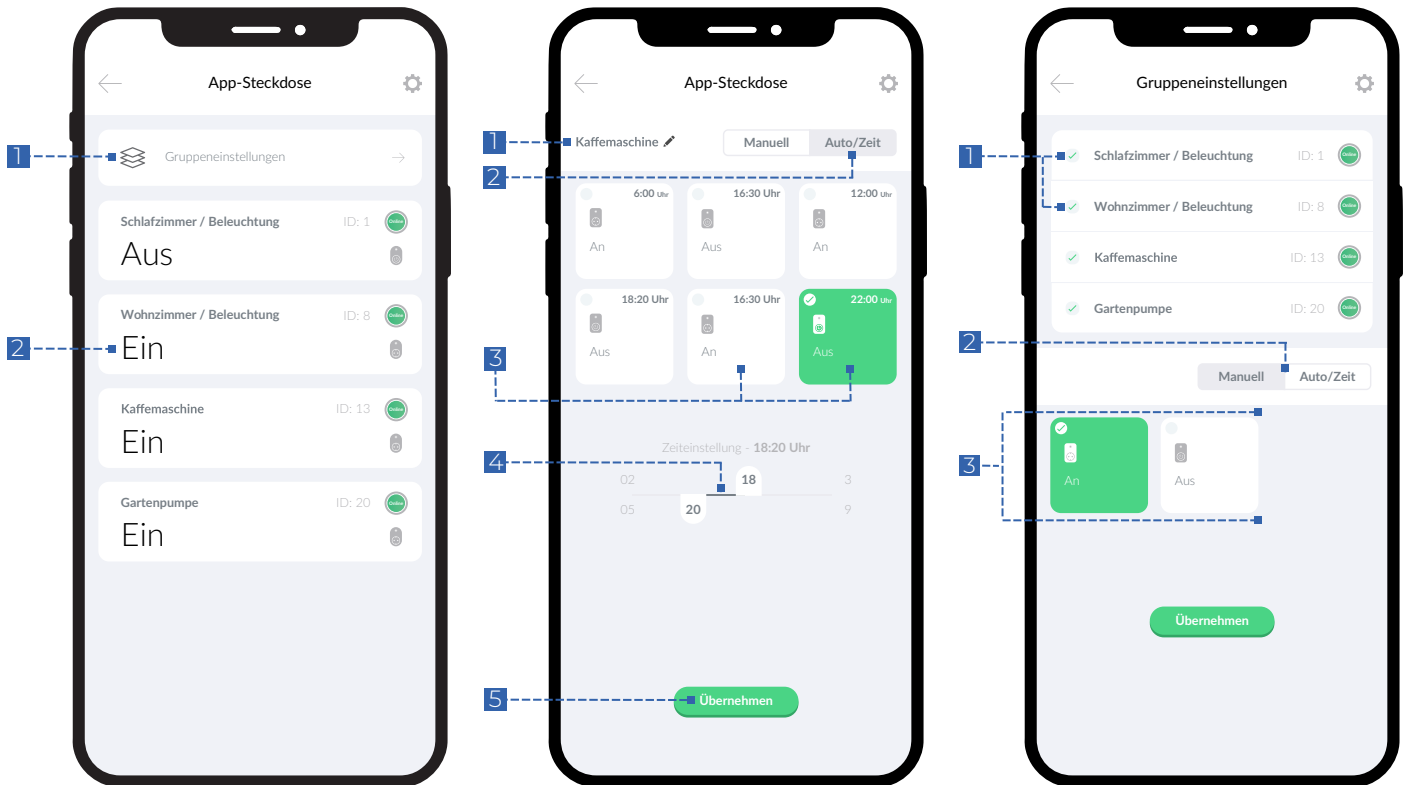 App-Steckdose
1
Gruppeneinstellungen
Schlafzimmer / Beleuchtung ID: 1 Online
Aus
2
Wohnzimmer / Beleuchtung ID: 8 Online
Ein
Kaffemaschine ID: 13 Online
Ein
Gartenpumpe ID: 20 Online
Ein
App-Steckdose
1
Kaffemaschine Manuell Auto/Zeit
2
6:00 Uhr 16:30 Uhr 12:00 Uhr
An Aus An
18:20 Uhr 16:30 Uhr 22:00 Uhr
Aus An Aus
3
Zeiteinstellung - 18:20 Uhr
4
02 18 3
05 20 9
5
Übernehmen
Gruppeneinstellungen
1
Schlafzimmer / Beleuchtung ID: 1 Online
Wohnzimmer / Beleuchtung ID: 8 Online
Kaffemaschine ID: 13 Online
Gartenpumpe ID: 20 Online
2
Manuell Auto/Zeit
3
An Aus
Übernehmen